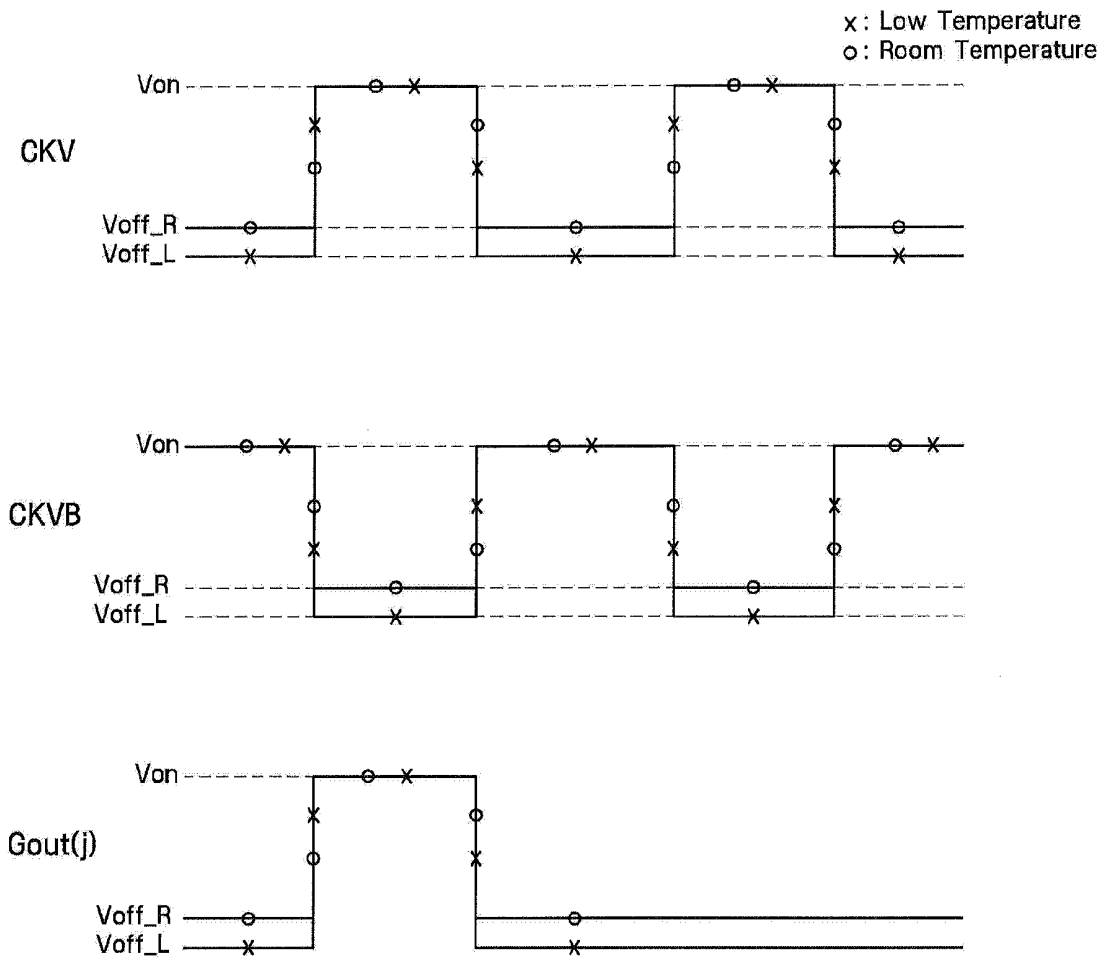 x : Low Temperature
o : Room Temperature
Von
CKV
Voff_R
Voff_L
Von
CKVB
Voff_R
Voff_L
Von
Gout(j)
Voff_R
Voff_L